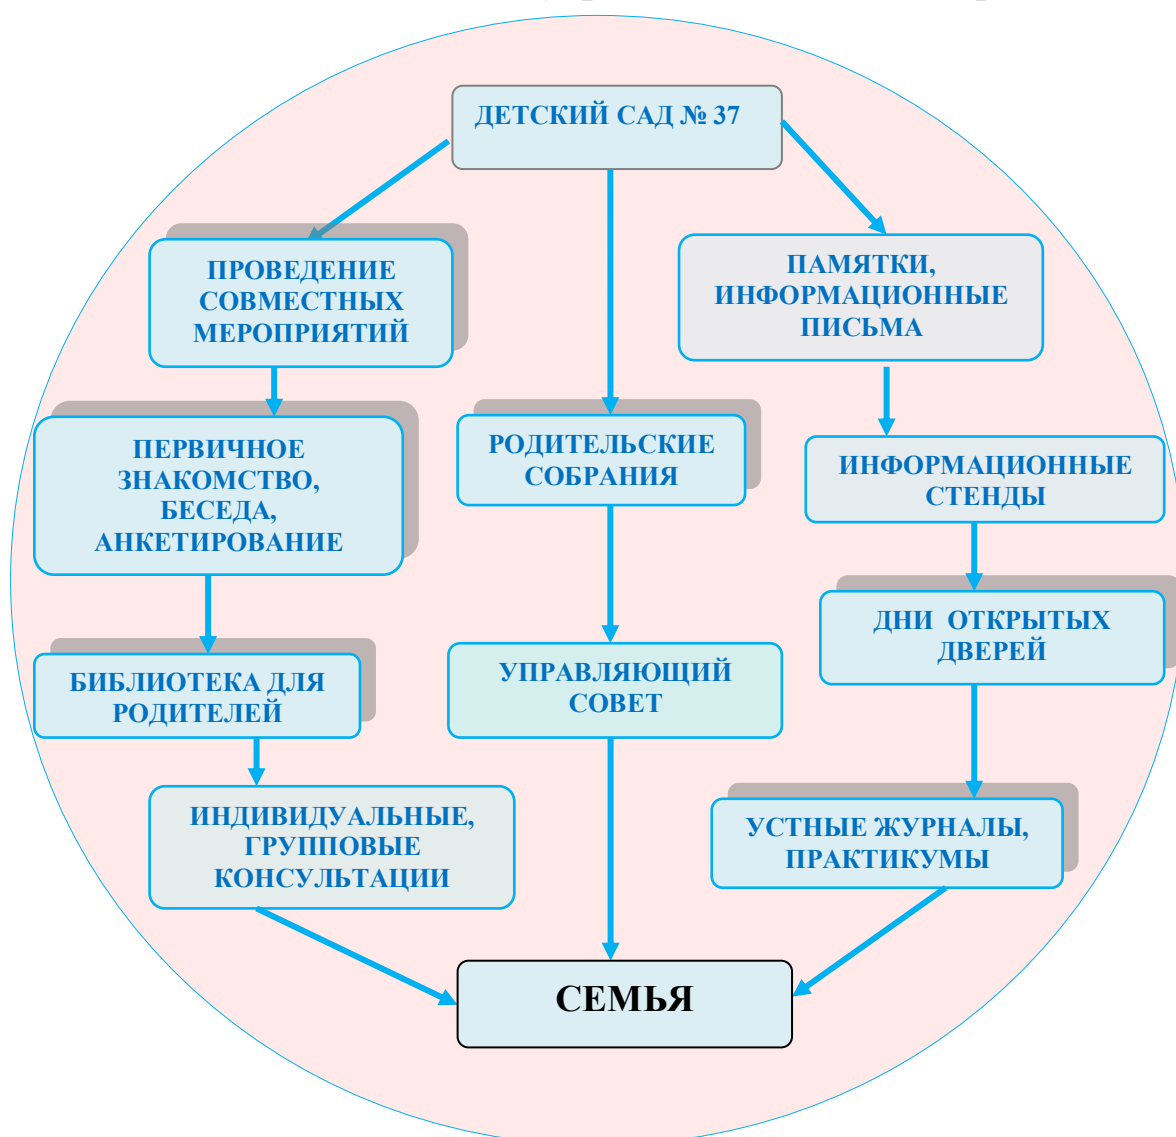 ДЕТСКИЙ САД № 37
ПРОВЕДЕНИЕ
СОВМЕСТНЫХ
МЕРОПРИЯТИЙ
ПАМЯТКИ,
ИНФОРМАЦИОННЫЕ
ПИСЬМА
ПЕРВИЧНОЕ
ЗНАКОМСТВО,
БЕСЕДА,
АНКЕТИРОВАНИЕ
РОДИТЕЛЬСКИЕ
СОБРАНИЯ
ИНФОРМАЦИОННЫЕ
СТЕНДЫ
ДНИ ОТКРЫТЫХ
ДВЕРЕЙ
БИБЛИОТЕКА ДЛЯ
РОДИТЕЛЕЙ
УПРАВЛЯЮЩИЙ
СОВЕТ
ИНДИВИДУАЛЬНЫЕ,
ГРУППОВЫЕ
КОНСУЛЬТАЦИИ
УСТНЫЕ ЖУРНАЛЫ,
ПРАКТИКУМЫ
СЕМЬЯ